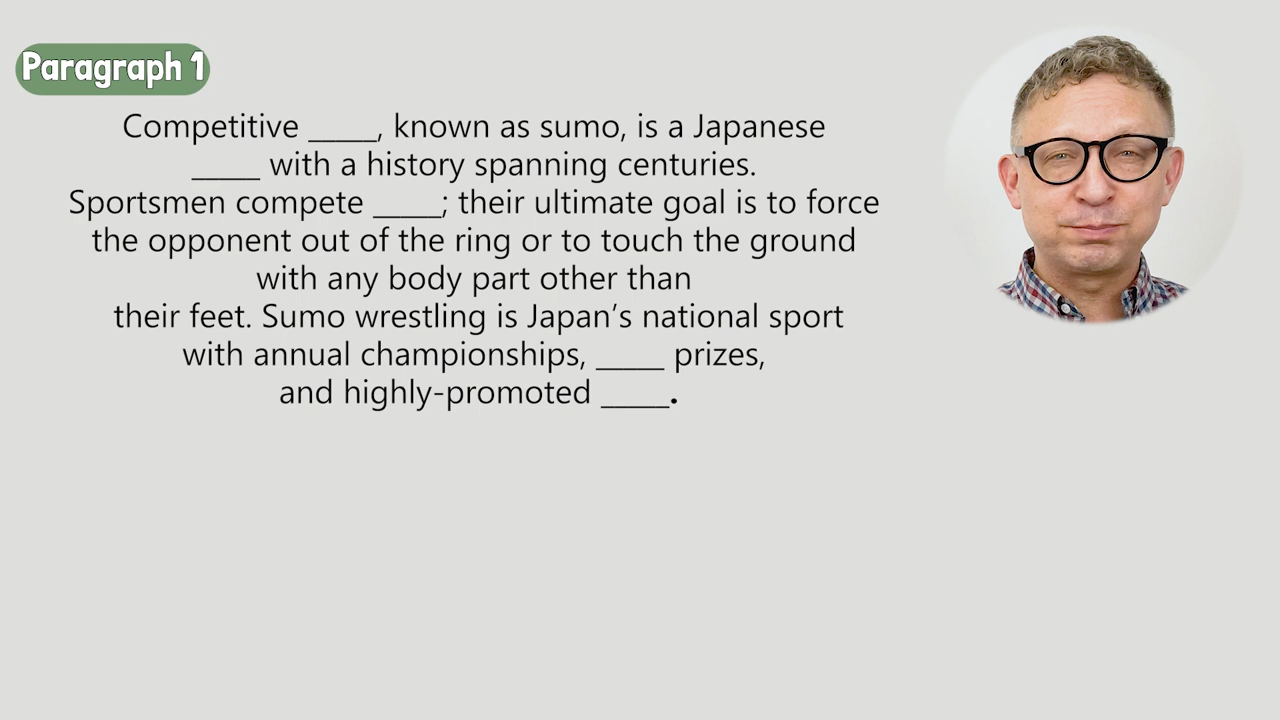 Paragraph 1
Competitive _____, known as sumo, is a Japanese
_____ with a history spanning centuries.
Sportsmen compete _____; their ultimate goal is to force
the opponent out of the ring or to touch the ground
with any body part other than
their feet. Sumo wrestling is Japan’s national sport
with annual championships, _____ prizes,
and highly-promoted _____.